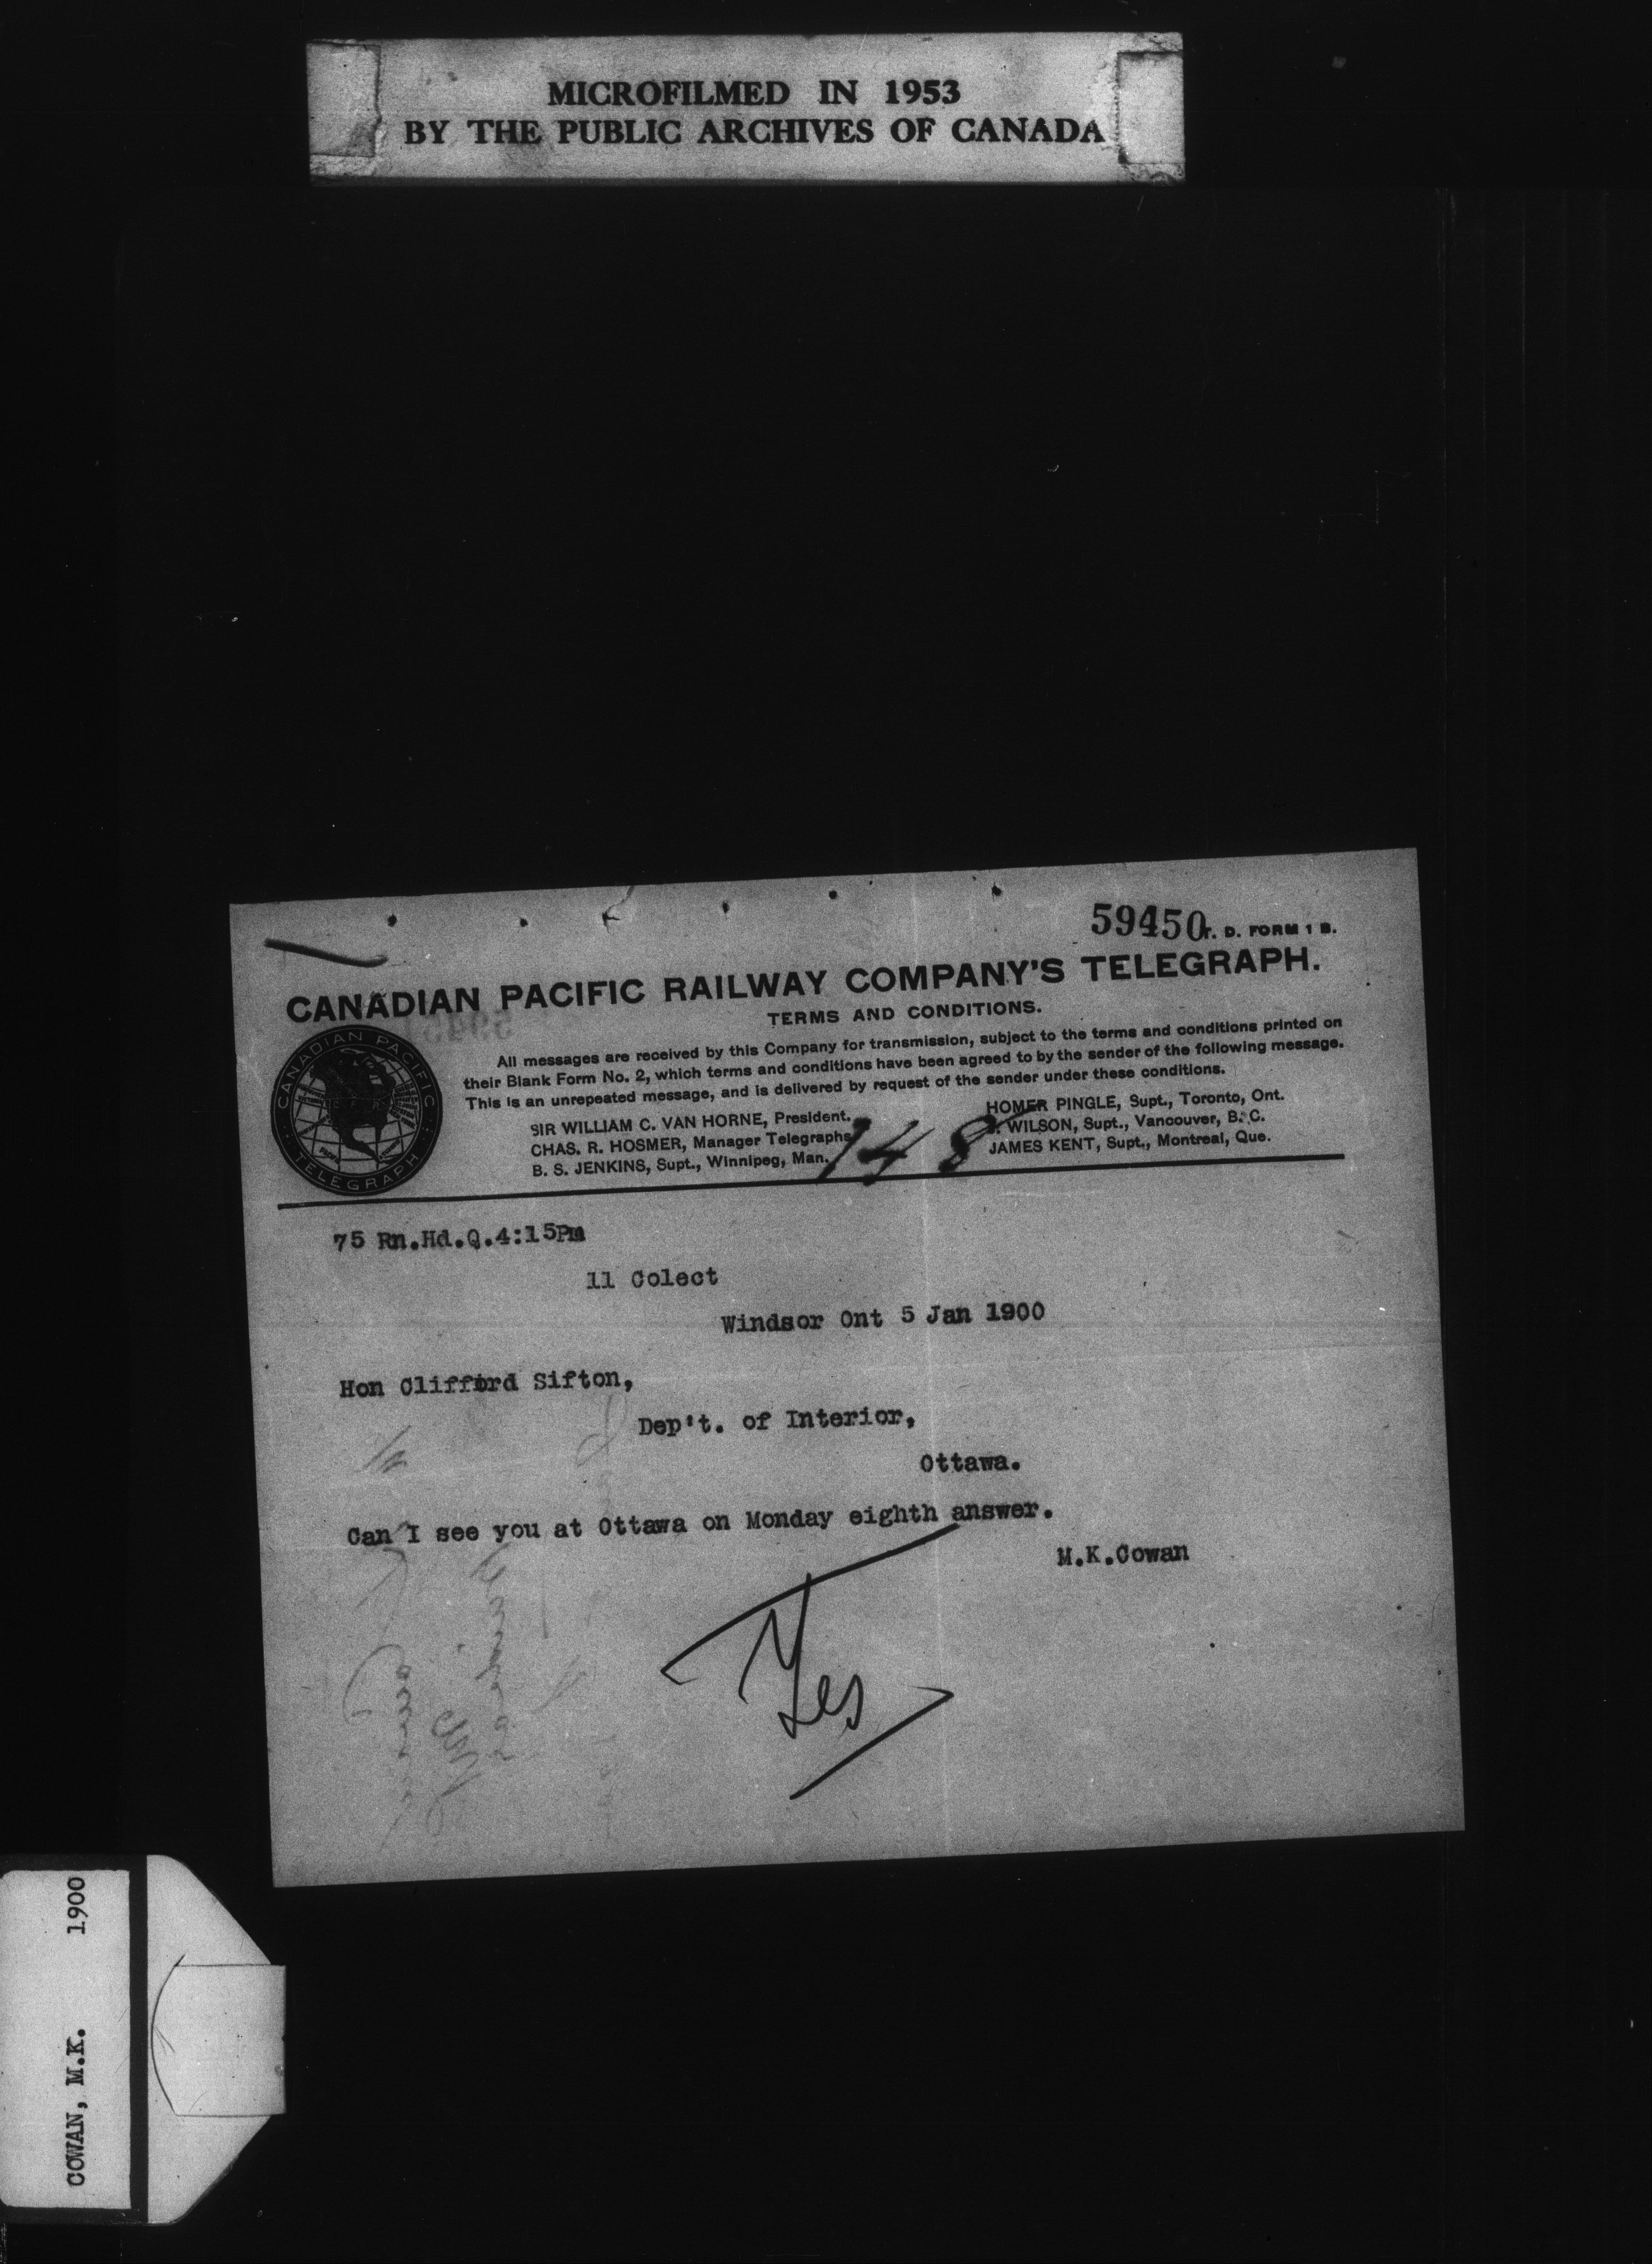 MICROFILMED IN 1953
BY THE PUBLIC ARCHIVES OF CANADA
59450 T. D. FORM 1 B.
CANADIAN PACIFIC RAILWAY COMPANY'S TELEGRAPH.
TERMS AND CONDITIONS.
CANADIAN PACIFIC
TELEGRAPH
All messages are received by this Company for transmission, subject to the terms and conditions printed on
their Blank Form No. 2, which terms and conditions have been agreed to by the sender of the following message.
This is an unrepeated message, and is delivered by request of the sender under these conditions.
SIR WILLIAM C. VAN HORNE, President.
CHAS. R. HOSMER, Manager Telegraphs
B. S. JENKINS, Supt., Winnipeg, Man.
148
HOMER PINGLE, Supt., Toronto, Ont.
WILSON, Supt., Vancouver, B. C.
JAMES KENT, Supt., Montreal, Que.
75 Rn.Hd.Q.4:15Pm
11 Colect
Windsor Ont 5 Jan 1900
Hon Clifford Sifton,
Dep't. of Interior,
Ottawa.
Can I see you at Ottawa on Monday eighth answer.
M.K.Cowan
Yes
COWAN, M.K. 1900